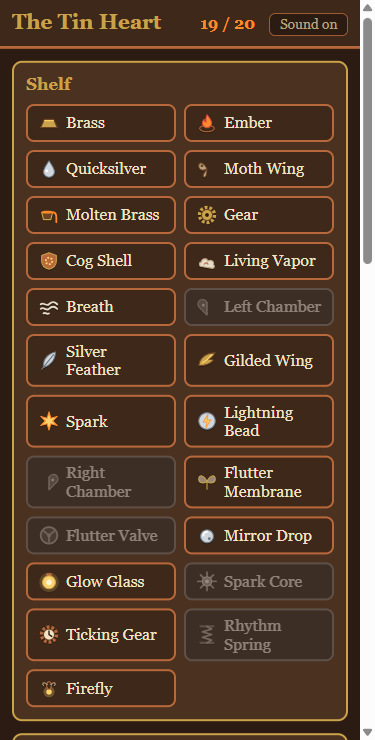 The Tin Heart
19 / 20
Sound on
Shelf
Brass
Ember
Quicksilver
Moth Wing
Molten Brass
Gear
Cog Shell
Living Vapor
Breath
Left Chamber
Silver
Feather
Gilded Wing
Spark
Lightning
Bead
Right
Chamber
Flutter
Membrane
Flutter Valve
Mirror Drop
Glow Glass
Spark Core
Ticking Gear
Rhythm
Spring
Firefly